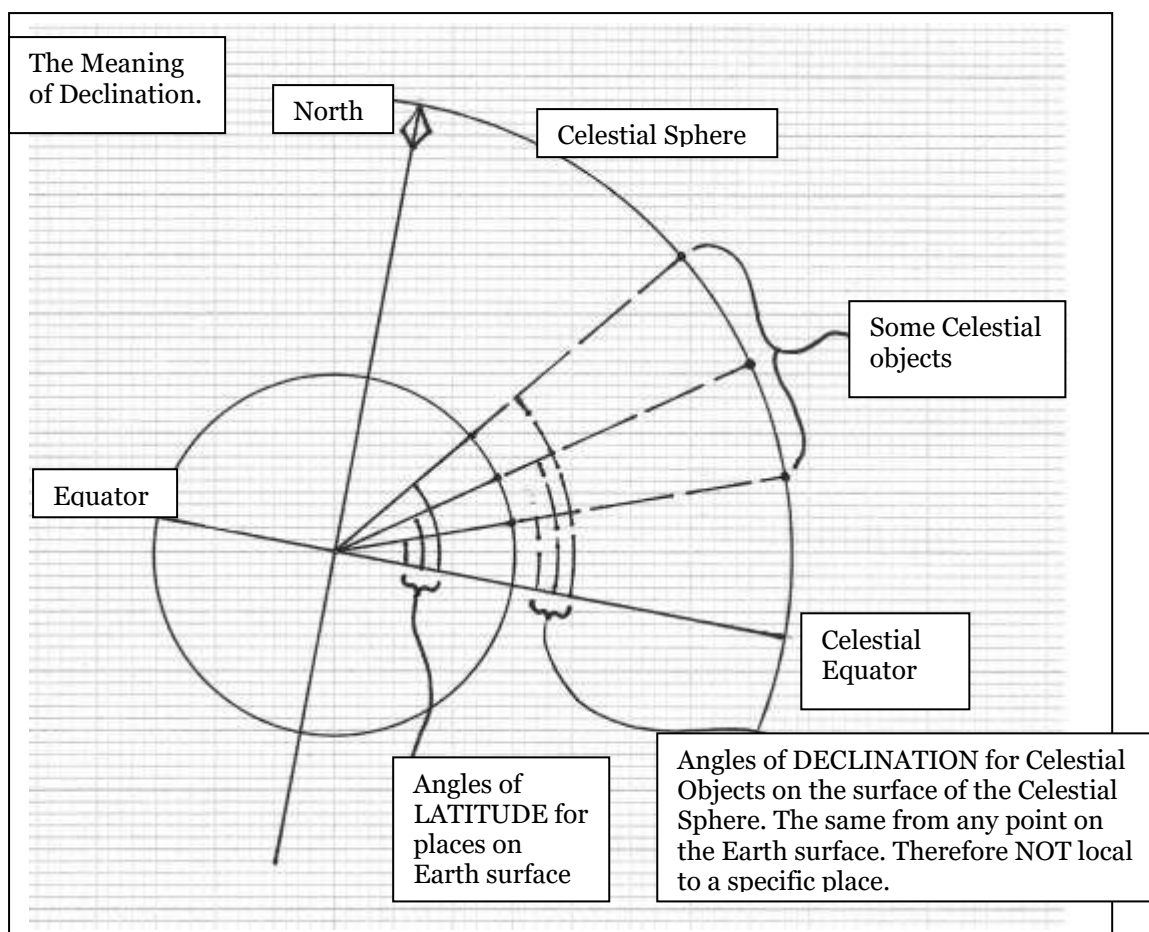 The Meaning
of Declination.
North
Celestial Sphere
Some Celestial
objects
Equator
Celestial
Equator
Angles of
LATITUDE for
places on
Earth surface
Angles of DECLINATION for Celestial
Objects on the surface of the Celestial
Sphere. The same from any point on
the Earth surface. Therefore NOT local
to a specific place.